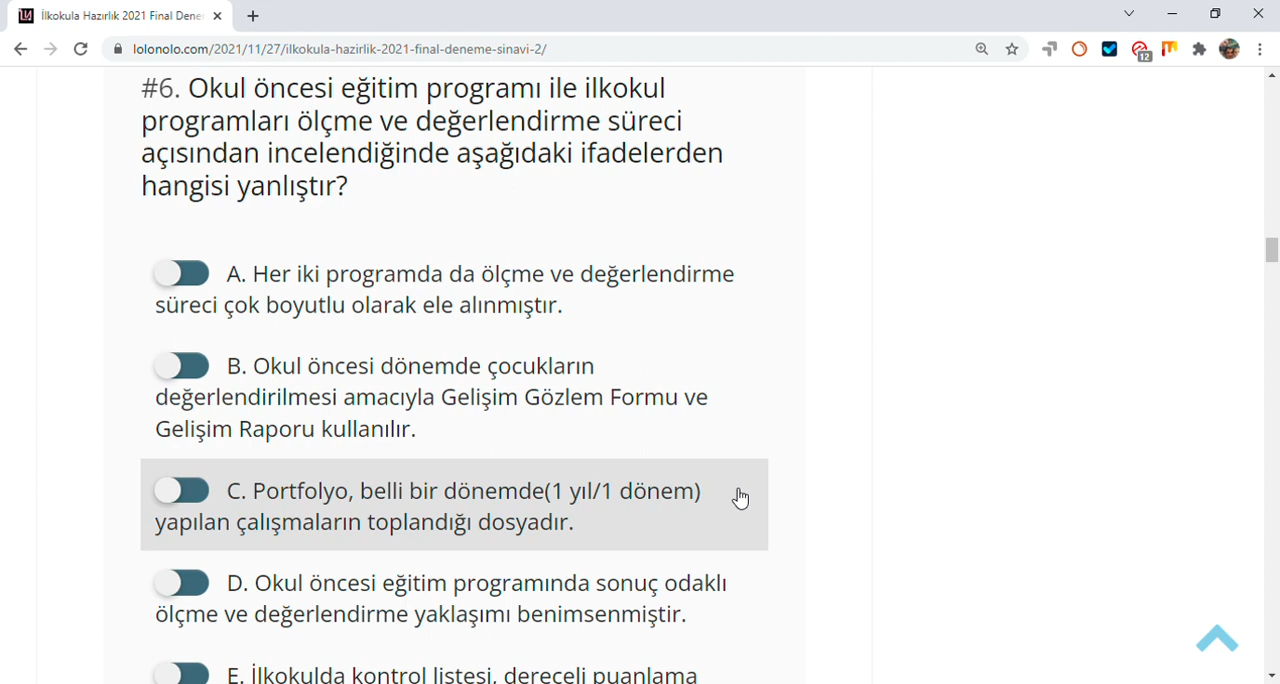 İlkokula Hazırlık 2021 Final Dene
lolonolo.com/2021/11/27/ilkokula-hazirlik-2021-final-deneme-sinavi-2/
12
#6. Okul öncesi eğitim programı ile ilkokul
programları ölçme ve değerlendirme süreci
açısından incelendiğinde aşağıdaki ifadelerden
hangisi yanlıştır?
A. Her iki programda da ölçme ve değerlendirme
süreci çok boyutlu olarak ele alınmıştır.
B. Okul öncesi dönemde çocukların
değerlendirilmesi amacıyla Gelişim Gözlem Formu ve
Gelişim Raporu kullanılır.
C. Portfolyo, belli bir dönemde(1 yıl/1 dönem)
yapılan çalışmaların toplandığı dosyadır.
D. Okul öncesi eğitim programında sonuç odaklı
ölçme ve değerlendirme yaklaşımı benimsenmiştir.
E. İlkokulda kontrol listesi, dereceli puanlama